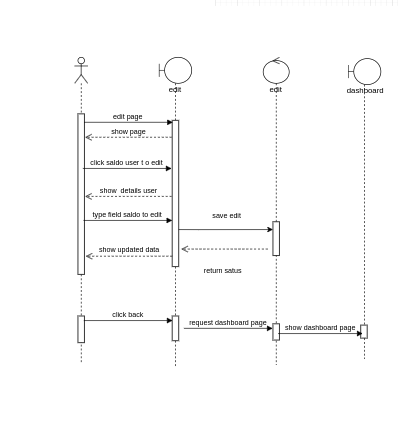 edit
edit
dashboard
edit page
show page
click saldo user t o edit
show details user
type field saldo to edit
save edit
show updated data
return satus
click back
request dashboard page
show dashboard page